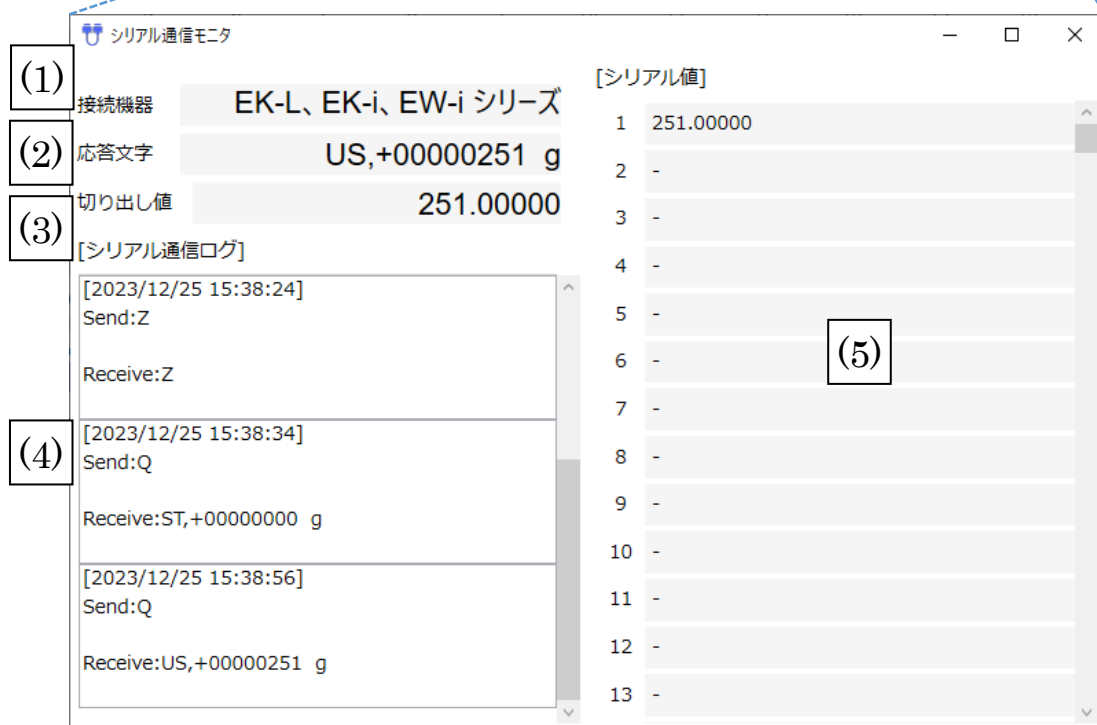 シリアル通信モニタ
(1)
接続機器 EK-L、EK-i、EW-i シリーズ
(2)
応答文字 US,+00000251 g
切り出し値 251.00000
(3)
[シリアル通信ログ]
[2023/12/25 15:38:24]
Send:Z
Receive:Z
(4)
[2023/12/25 15:38:34]
Send:Q
Receive:ST,+00000000 g
[2023/12/25 15:38:56]
Send:Q
Receive:US,+00000251 g
[シリアル値]
1 251.00000
2 -
3 -
4 -
5 -
(5)
6 -
7 -
8 -
9 -
10 -
11 -
12 -
13 -